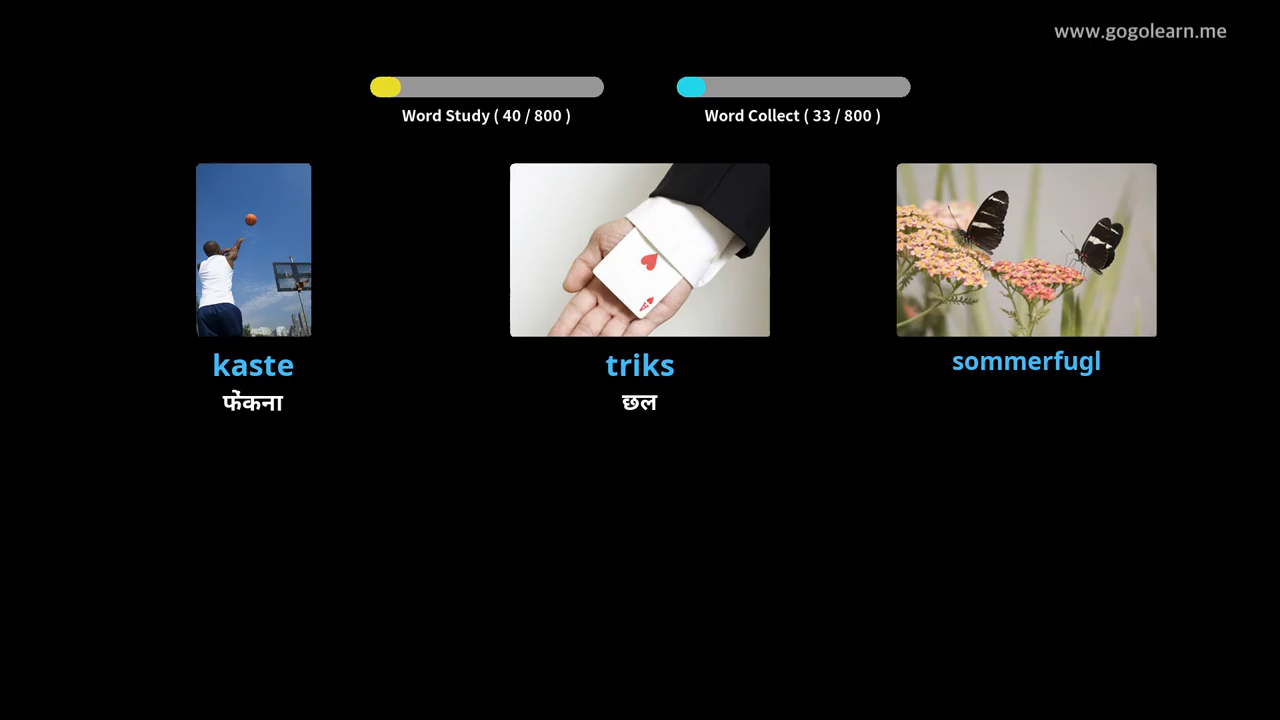 www.gogolearn.me
Word Study ( 40 / 800 )
Word Collect ( 33 / 800 )
kaste
फेंकना
triks
छल
sommerfugl